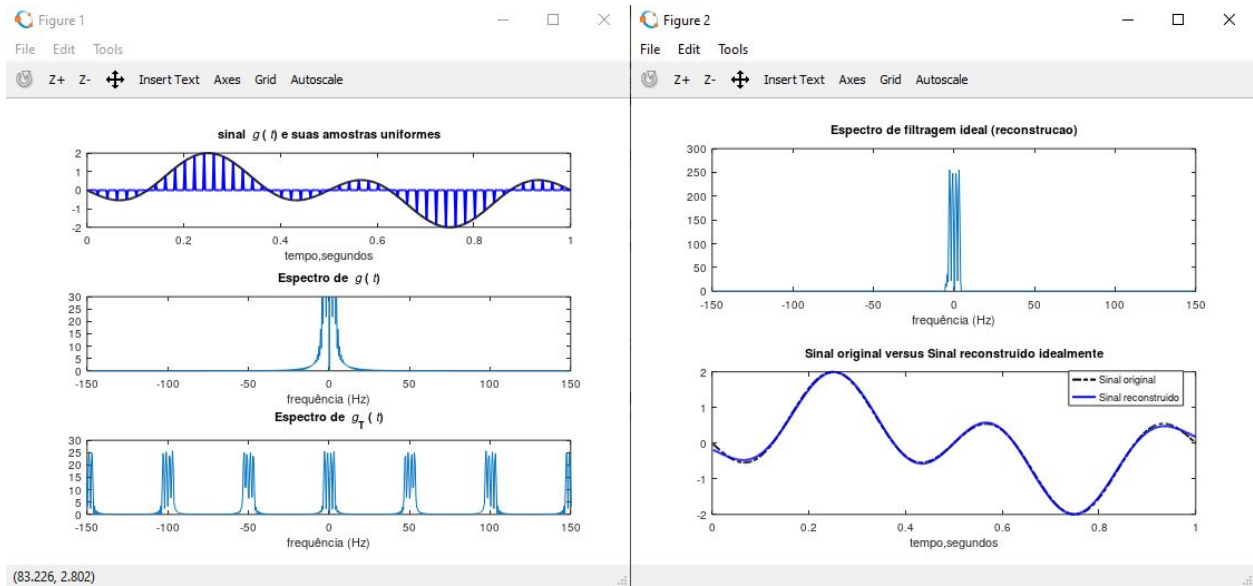 Figure 1
File Edit Tools
Z+ Z- Insert Text Axes Grid Autoscale
sinal g ( t) e suas amostras uniformes
2
1
0
-1
-2
0 0.2 0.4 0.6 0.8 1
tempo,segundos
Espectro de g ( t)
30
25
20
15
10
5
0
-150 -100 -50 0 50 100 150
frequência (Hz)
Espectro de g_T ( t)
30
25
20
15
10
5
0
-150 -100 -50 0 50 100 150
frequência (Hz)
(83.226, 2.802)
Figure 2
File Edit Tools
Z+ Z- Insert Text Axes Grid Autoscale
Espectro de filtragem ideal (reconstrucao)
300
250
200
150
100
50
0
-150 -100 -50 0 50 100 150
frequência (Hz)
Sinal original versus Sinal reconstruido idealmente
2
1
0
-1
-2
Sinal original
Sinal reconstruido
0 0.2 0.4 0.6 0.8 1
tempo,segundos